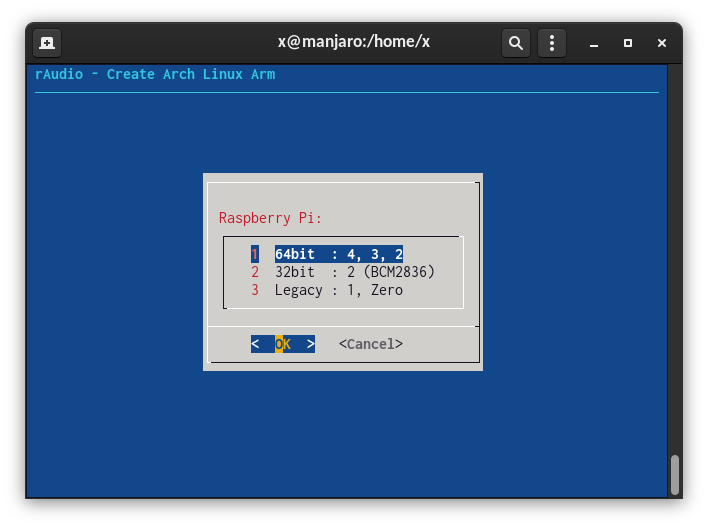 x@manjaro:/home/x
rAudio - Create Arch Linux Arm
Raspberry Pi:
1 64bit : 4, 3, 2
2 32bit : 2 (BCM2836)
3 Legacy : 1, Zero
< OK > <Cancel>